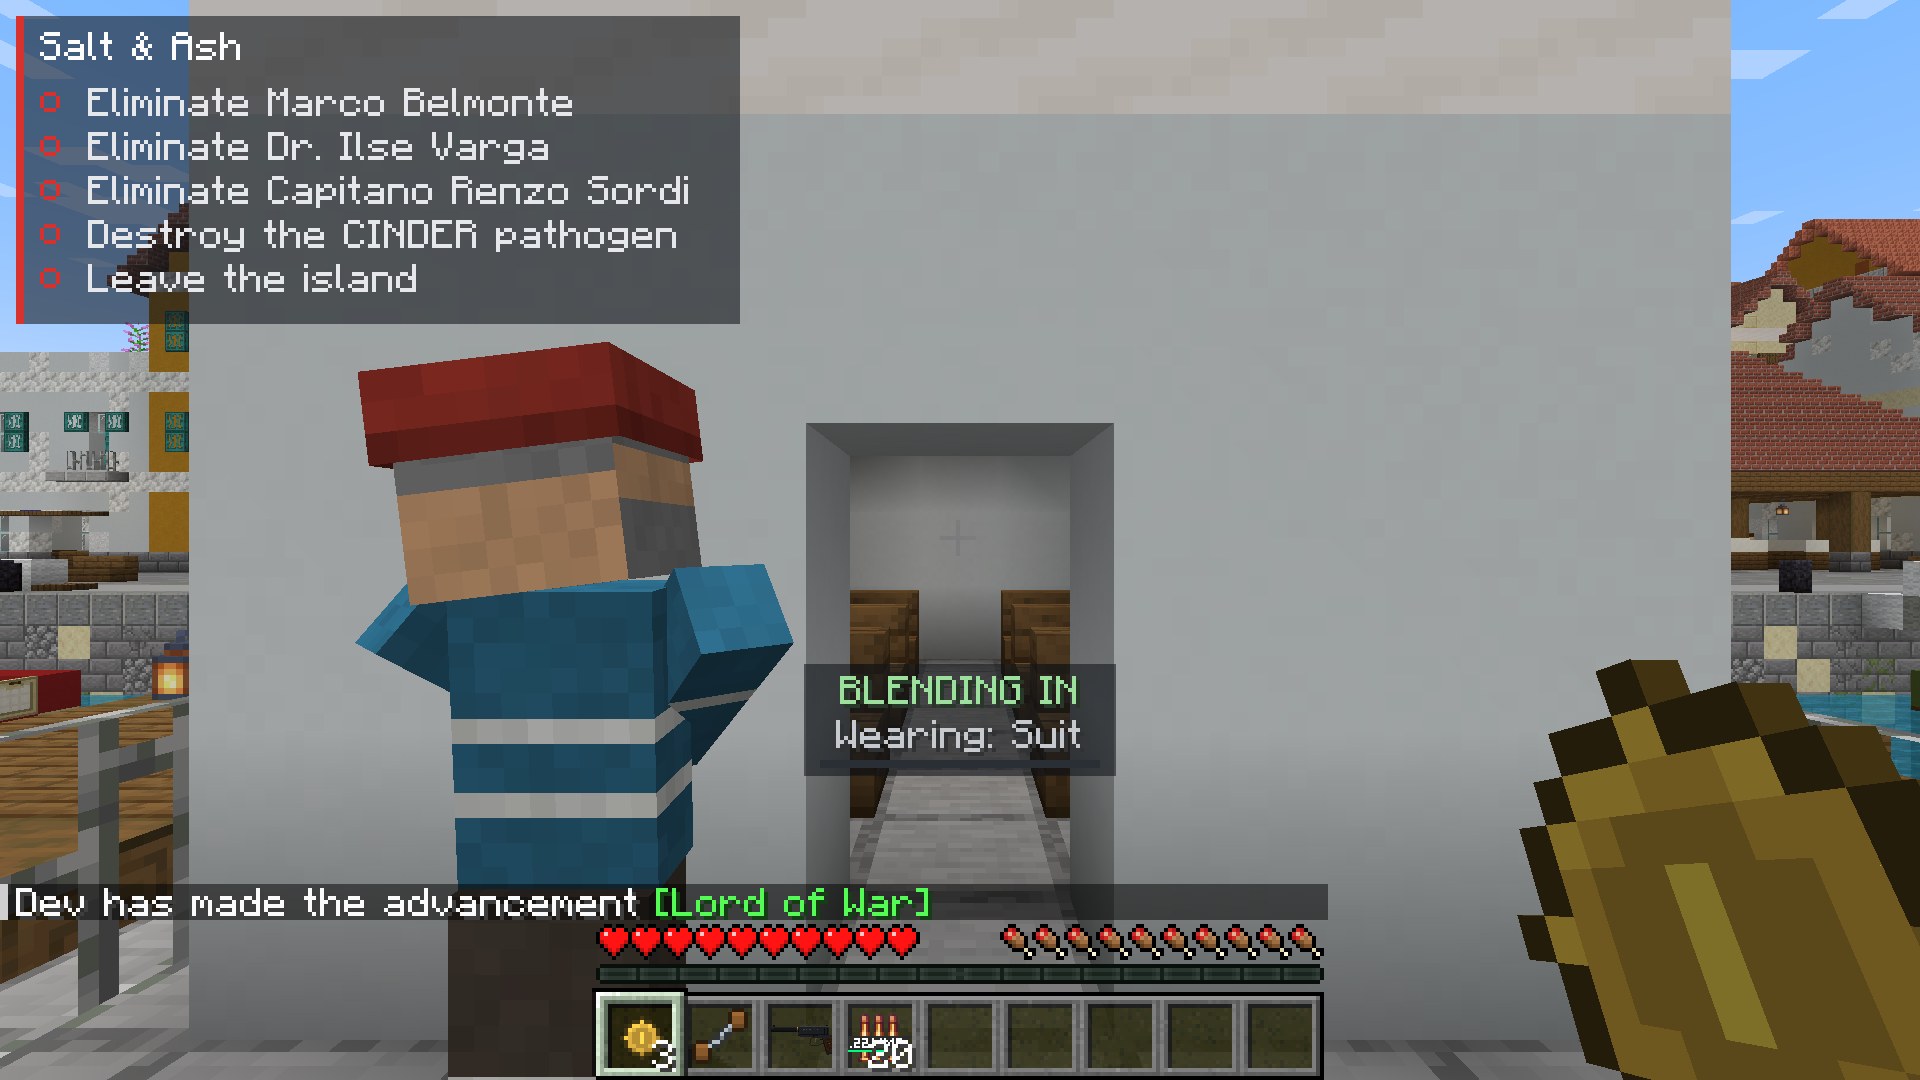 Salt & Ash
Eliminate Marco Belmonte
Eliminate Dr. Ilse Varga
Eliminate Capitano Renzo Sordi
Destroy the CINDER pathogen
Leave the island
BLENDING IN
Wearing: Suit
Dev has made the advancement [Lord of War]
3
20